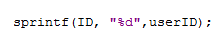 sprintf(ID, "%d",userID);